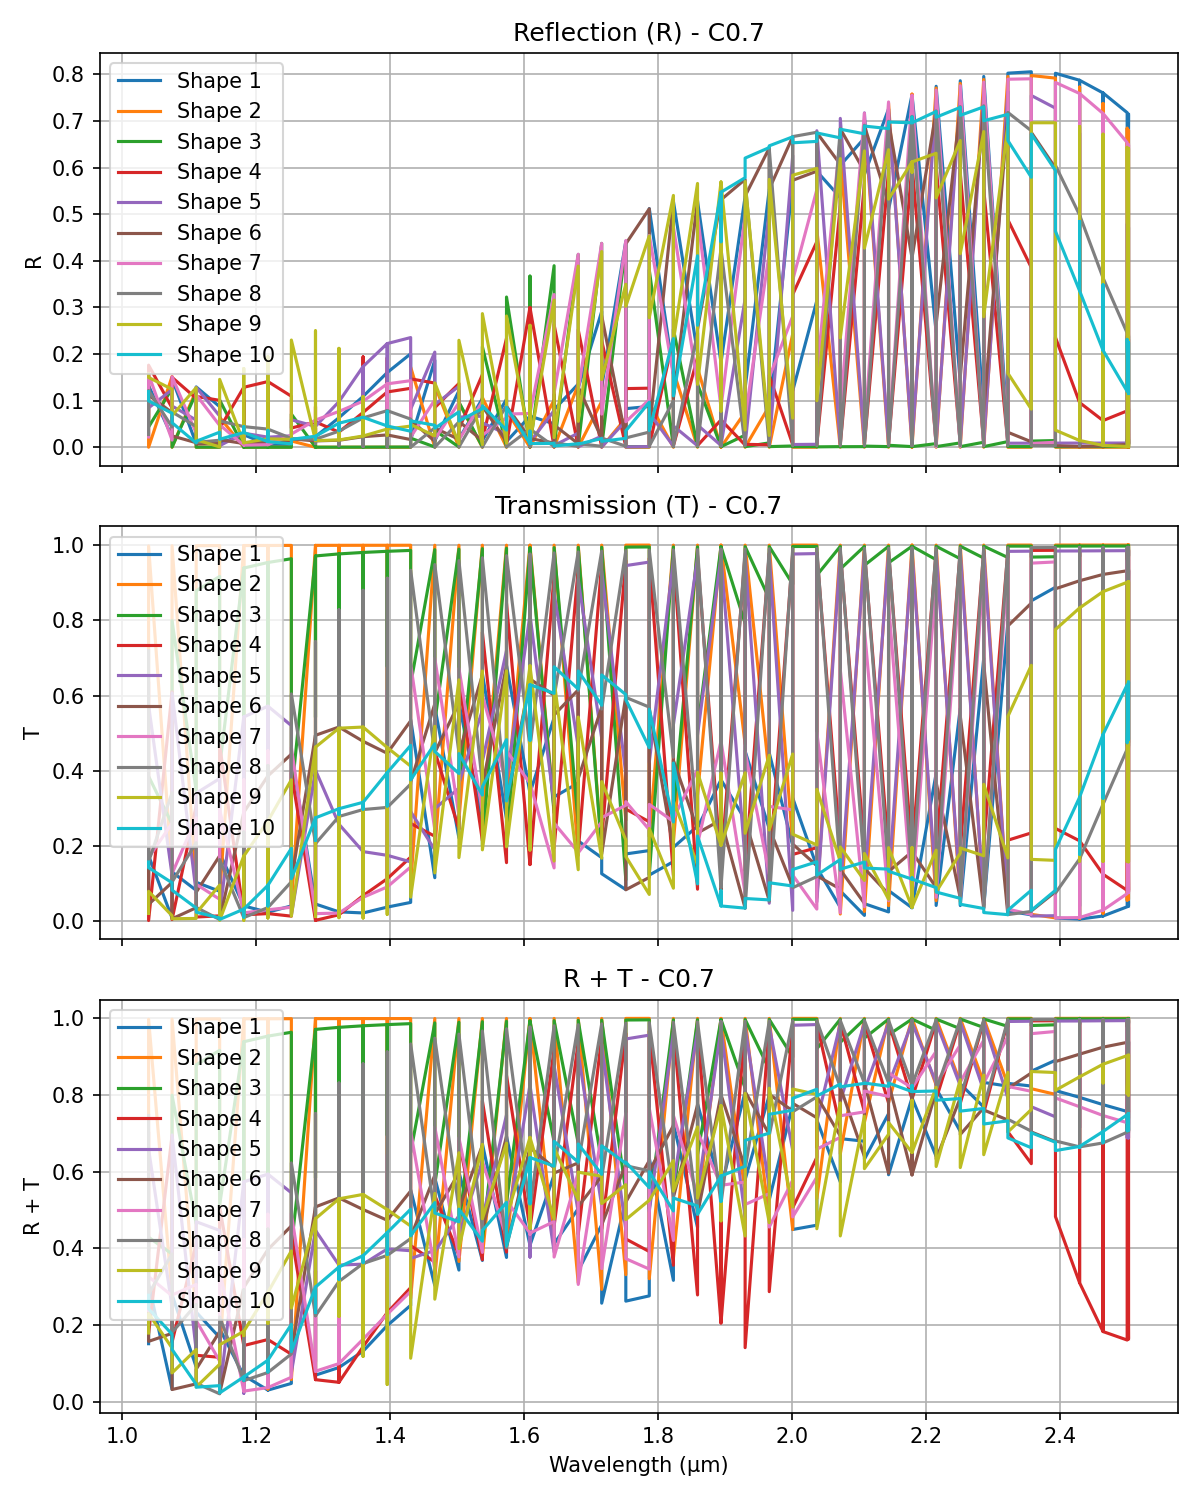 Reflection (R) - C0.7
0.8
0.7
0.6
0.5
0.4
0.3
0.2
0.1
0.0
R
Shape 1
Shape 2
Shape 3
Shape 4
Shape 5
Shape 6
Shape 7
Shape 8
Shape 9
Shape 10
Transmission (T) - C0.7
1.0
0.8
0.6
0.4
0.2
0.0
T
Shape 1
Shape 2
Shape 3
Shape 4
Shape 5
Shape 6
Shape 7
Shape 8
Shape 9
Shape 10
R + T - C0.7
1.0
0.8
0.6
0.4
0.2
0.0
R + T
Shape 1
Shape 2
Shape 3
Shape 4
Shape 5
Shape 6
Shape 7
Shape 8
Shape 9
Shape 10
1.0 1.2 1.4 1.6 1.8 2.0 2.2 2.4
Wavelength (μm)